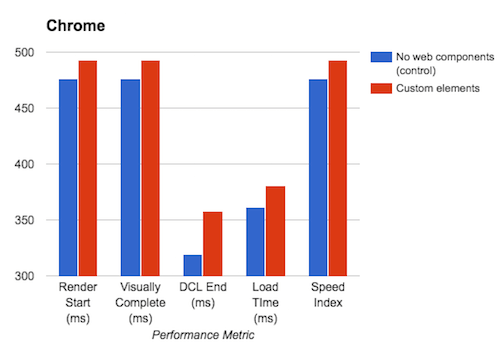 Chrome
500
450
400
350
300
No web components
(control)
Custom elements
Render
Start
(ms)
Visually
Complete
(ms)
DCL End
(ms)
Load
TIme
(ms)
Speed
Index
Performance Metric